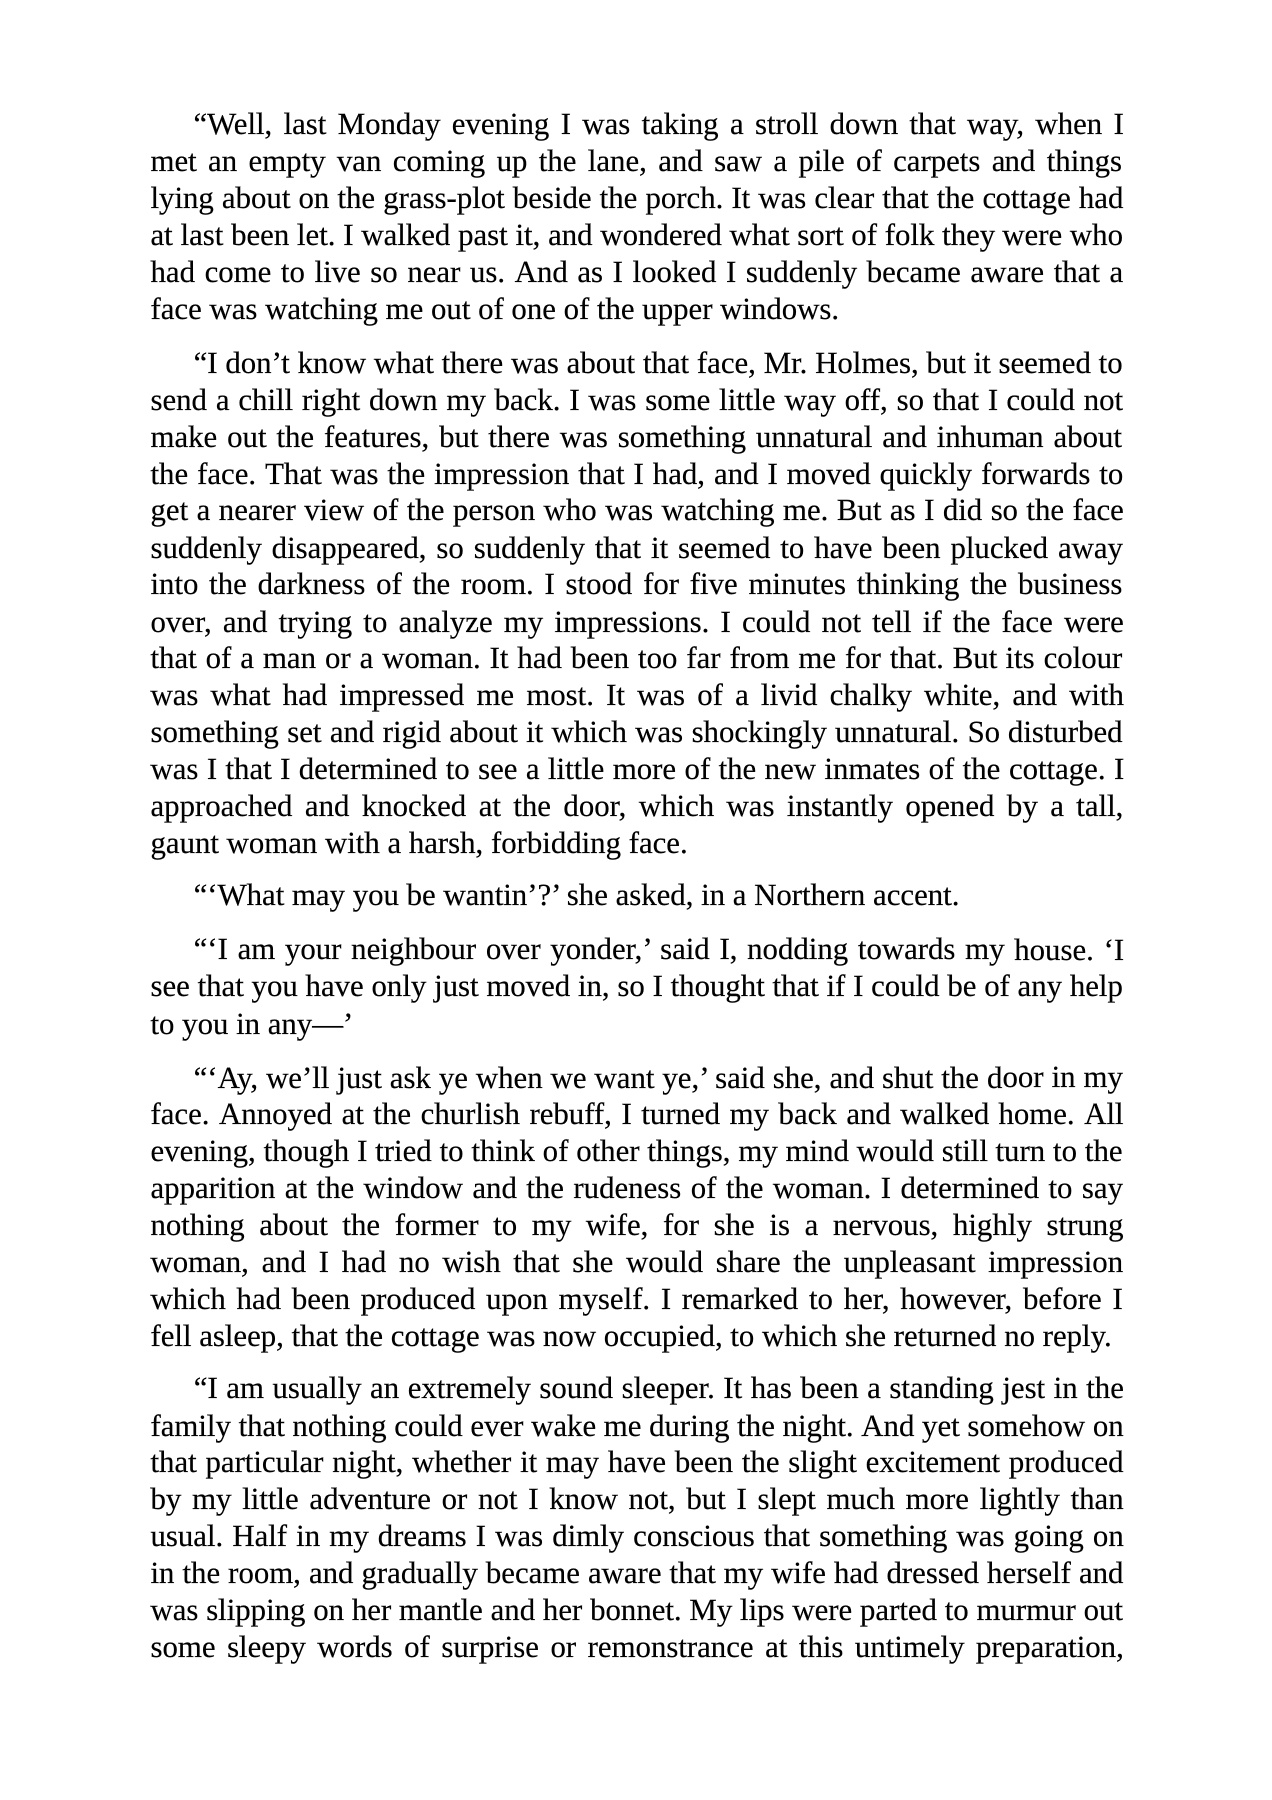 “Well, last Monday evening I was taking a stroll down that way, when I
met an empty van coming up the lane, and saw a pile of carpets and things
lying about on the grass-plot beside the porch. It was clear that the cottage had
at last been let. I walked past it, and wondered what sort of folk they were who
had come to live so near us. And as I looked I suddenly became aware that a
face was watching me out of one of the upper windows.
“I don’t know what there was about that face, Mr. Holmes, but it seemed to
send a chill right down my back. I was some little way off, so that I could not
make out the features, but there was something unnatural and inhuman about
the face. That was the impression that I had, and I moved quickly forwards to
get a nearer view of the person who was watching me. But as I did so the face
suddenly disappeared, so suddenly that it seemed to have been plucked away
into the darkness of the room. I stood for five minutes thinking the business
over, and trying to analyze my impressions. I could not tell if the face were
that of a man or a woman. It had been too far from me for that. But its colour
was what had impressed me most. It was of a livid chalky white, and with
something set and rigid about it which was shockingly unnatural. So disturbed
was I that I determined to see a little more of the new inmates of the cottage. I
approached and knocked at the door, which was instantly opened by a tall,
gaunt woman with a harsh, forbidding face.
“‘What may you be wantin’?’ she asked, in a Northern accent.
“‘I am your neighbour over yonder,’ said I, nodding towards my house. ‘I
see that you have only just moved in, so I thought that if I could be of any help
to you in any—’
“‘Ay, we’ll just ask ye when we want ye,’ said she, and shut the door in my
face. Annoyed at the churlish rebuff, I turned my back and walked home. All
evening, though I tried to think of other things, my mind would still turn to the
apparition at the window and the rudeness of the woman. I determined to say
nothing about the former to my wife, for she is a nervous, highly strung
woman, and I had no wish that she would share the unpleasant impression
which had been produced upon myself. I remarked to her, however, before I
fell asleep, that the cottage was now occupied, to which she returned no reply.
“I am usually an extremely sound sleeper. It has been a standing jest in the
family that nothing could ever wake me during the night. And yet somehow on
that particular night, whether it may have been the slight excitement produced
by my little adventure or not I know not, but I slept much more lightly than
usual. Half in my dreams I was dimly conscious that something was going on
in the room, and gradually became aware that my wife had dressed herself and
was slipping on her mantle and her bonnet. My lips were parted to murmur out
some sleepy words of surprise or remonstrance at this untimely preparation,